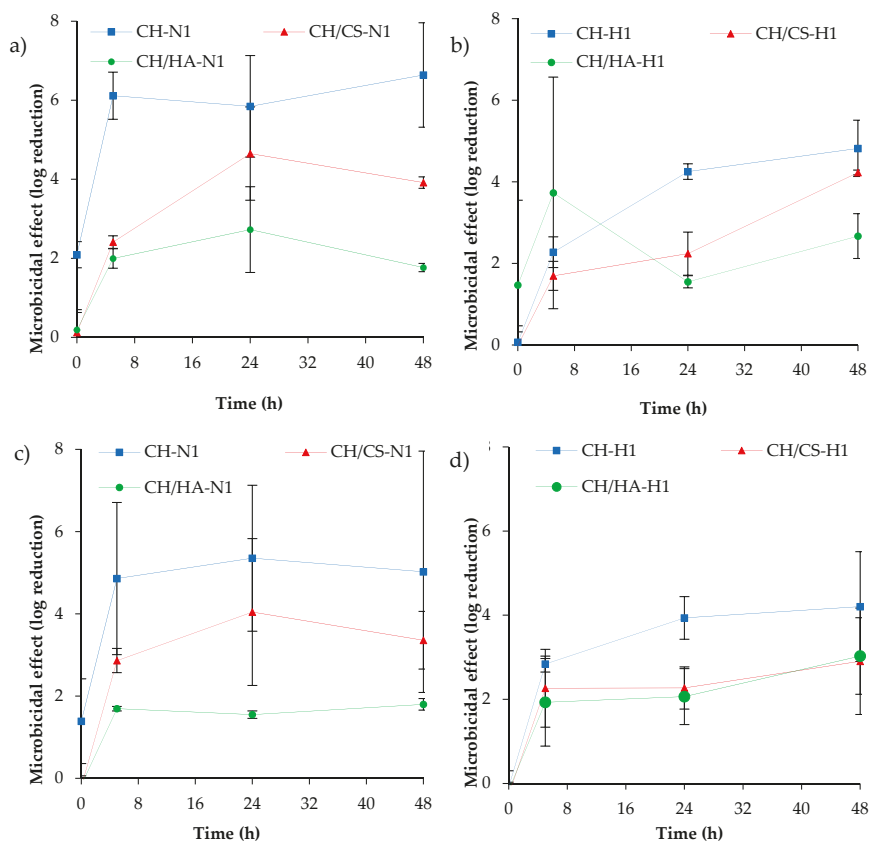 a)
Microbicidal effect (log reduction)
CH-N1
CH/CS-N1
CH/HA-N1
8
6
4
2
0
0 8 16 24 32 40 48
Time (h)
b)
Microbicidal effect (log reduction)
CH-H1
CH/CS-H1
CH/HA-H1
8
6
4
2
0
0 8 16 24 32 40 48
Time (h)
c)
Microbicidal effect (log reduction)
CH-N1
CH/CS-N1
CH/HA-N1
8
6
4
2
0
0 8 16 24 32 40 48
Time (h)
d)
Microbicidal effect (log reduction)
CH-H1
CH/CS-H1
CH/HA-H1
6
4
2
0
0 8 16 24 32 40 48
Time (h)